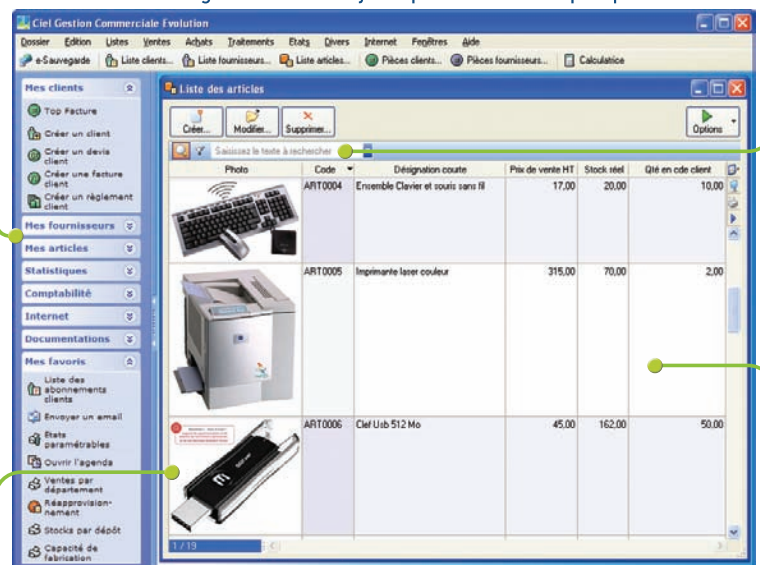 Ciel Gestion Commerciale Evolution
Dossier Edition Listes Ventes Achats Traitements Etats Divers Internet Fenêtres Aide
e-Sauvegarde Liste clients... Liste fournisseurs... Liste articles... Pièces clients... Pièces fournisseurs... Calculatrice
Mes clients
Top Facture
Créer un client
Créer un devis
client
Créer une facture
client
Créer un règlement
client
Mes fournisseurs
Mes articles
Statistiques
Comptabilité
Internet
Documentations
Mes favoris
Liste des
abonnements
clients
Envoyer un email
Etats
paramétrables
Ouvrir l'agenda
Ventes par
département
Réapprovision-
nement
Stocks par dépôt
Capacité de
fabrication
Liste des articles
Créer... Modifier... Supprimer... Options
Saisissez le texte à rechercher
Photo Code Désignation courte Prix de vente HT Stock réel Qté en cde client
ART0004 Ensemble Clavier et souris sans fil 17,00 20,00 10,00
ART0005 Imprimante laser couleur 315,00 70,00 2,00
ART0006 Clef Usb 512 Mo 45,00 162,00 50,00
1 / 19